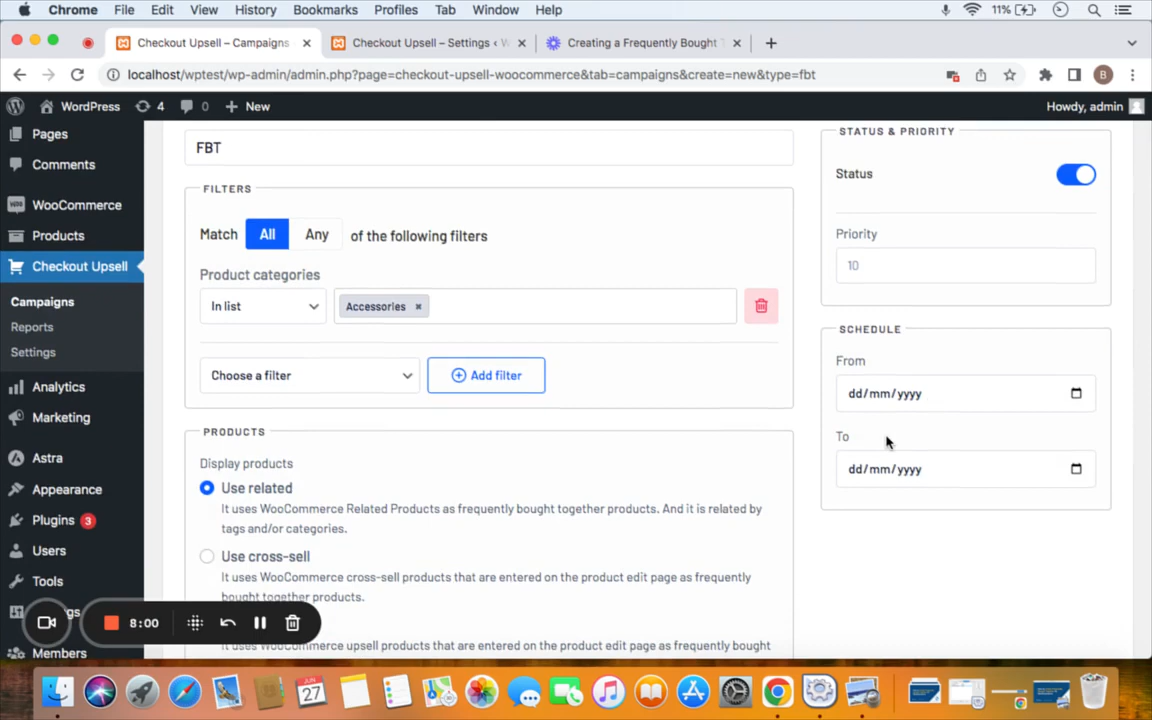 Chrome File Edit View History Bookmarks Profiles Tab Window Help 11%
Checkout Upsell – Campaigns Checkout Upsell – Settings ‹ W Creating a Frequently Bought T
localhost/wptest/wp-admin/admin.php?page=checkout-upsell-woocommerce&tab=campaigns&create=new&type=fbt B
WordPress 4 0 New Howdy, admin
Pages
Comments
WooCommerce
Products
Checkout Upsell
Campaigns
Reports
Settings
Analytics
Marketing
Astra
Appearance
Plugins 3
Users
Tools
Members
FBT
FILTERS
Match All Any of the following filters
Product categories
In list Accessories
Choose a filter Add filter
PRODUCTS
Display products
Use related
It uses WooCommerce Related Products as frequently bought together products. And it is related by
tags and/or categories.
Use cross-sell
It uses WooCommerce cross-sell products that are entered on the product edit page as frequently
bought together products.
upsell products that are entered on the product edit page as frequently bought
STATUS & PRIORITY
Status
Priority
10
SCHEDULE
From
dd/mm/yyyy
To
dd/mm/yyyy
8:00
JUN
27